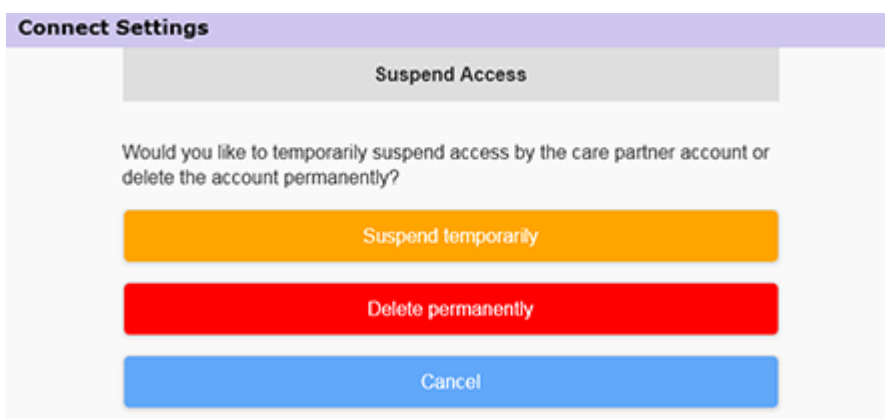 Connect Settings
Suspend Access
Would you like to temporarily suspend access by the care partner account or
delete the account permanently?
Suspend temporarily
Delete permanently
Cancel